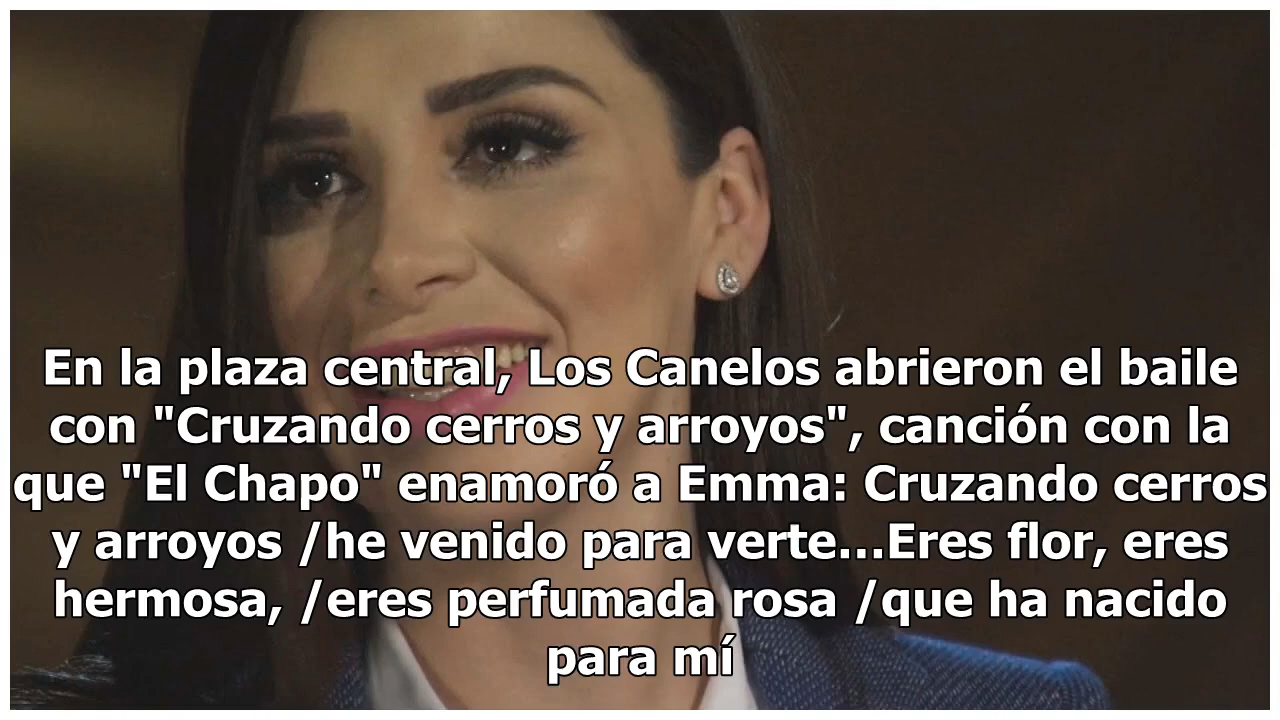 En la plaza central, Los Canelos abrieron el baile
con "Cruzando cerros y arroyos", canción con la
que "El Chapo" enamoró a Emma: Cruzando cerros
y arroyos /he venido para verte...Eres flor, eres
hermosa, /eres perfumada rosa /que ha nacido
para mí